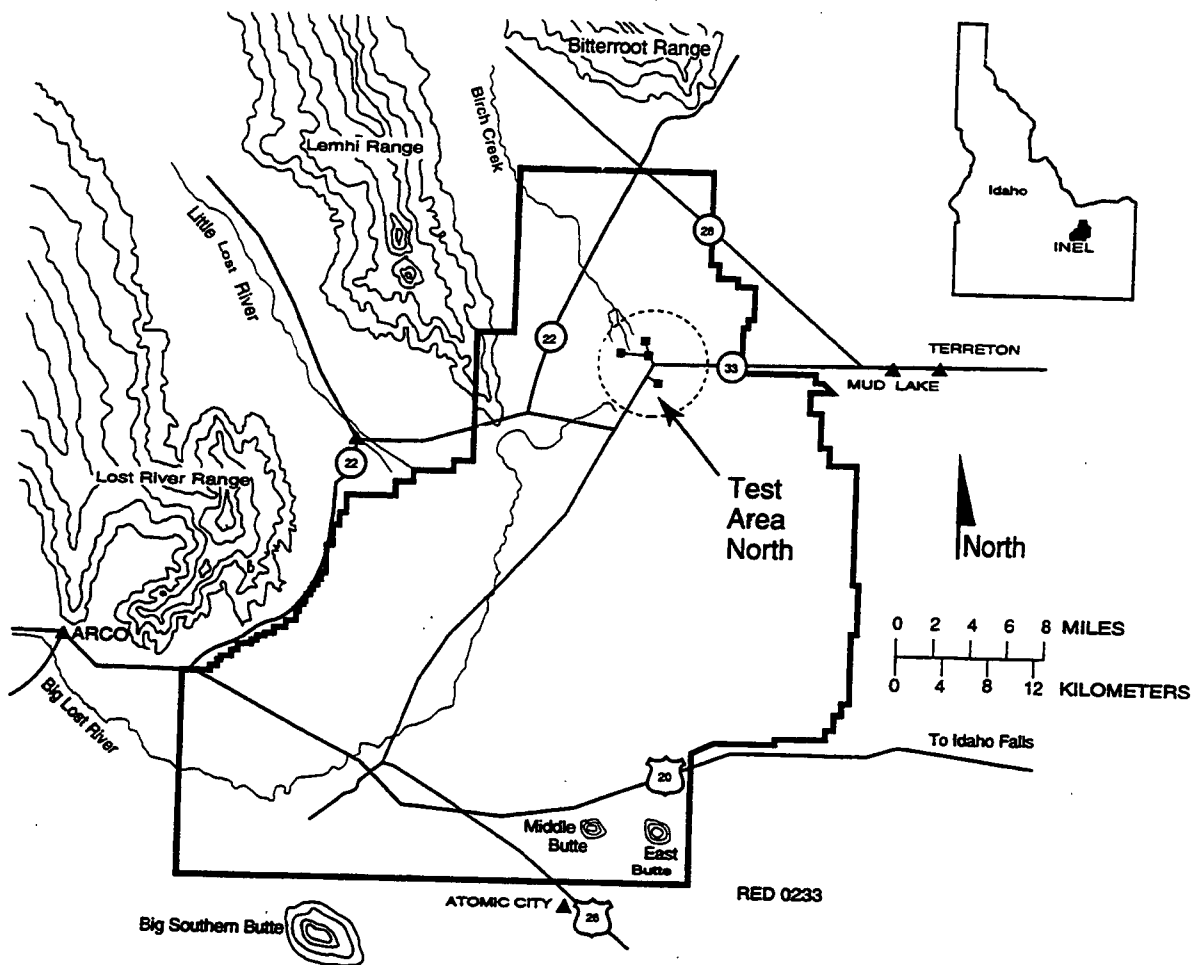 Bitterroot Range
Birch Creek
Lemhi Range
Idaho
INEL
Little Lost River
28
22
33
TERRETON
MUD LAKE
22
Lost River Range
Test
Area
North
North
0 2 4 6 8 MILES
0 4 8 12 KILOMETERS
ARCO
Big Lost River
To Idaho Falls
20
Middle
Butte
East
Butte
RED 0233
ATOMIC CITY
26
Big Southern Butte